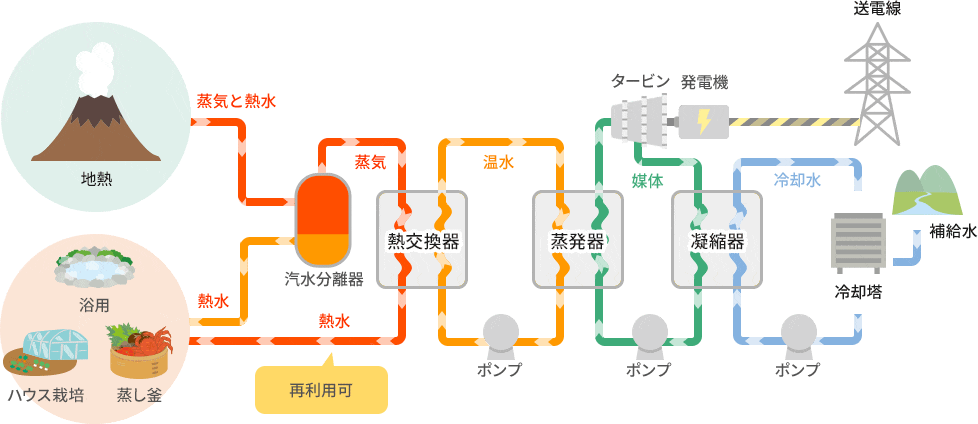 送電線
タービン
発電機
蒸気と熱水
蒸気
温水
媒体
冷却水
地熱
熱交換器
蒸発器
凝縮器
補給水
汽水分離器
冷却塔
浴用
熱水
熱水
ポンプ
ポンプ
ポンプ
ハウス栽培
蒸し釜
再利用可